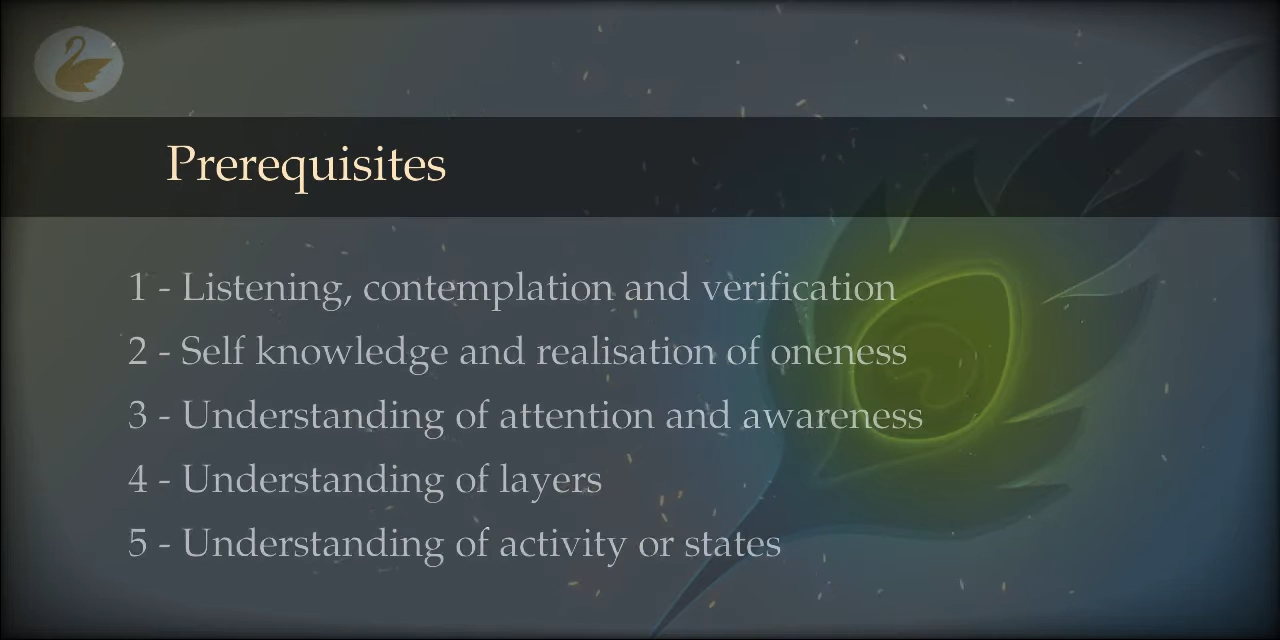 Prerequisites
1 - Listening, contemplation and verification
2 - Self knowledge and realisation of oneness
3 - Understanding of attention and awareness
4 - Understanding of layers
5 - Understanding of activity or states